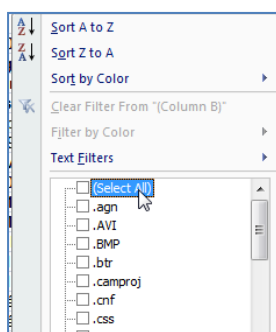 Sort A to Z
Sort Z to A
Sort by Color
Clear Filter From "(Column B)"
Filter by Color
Text Filters
(Select All)
.agn
.AVI
.BMP
.btr
.camproj
.cnf
.css